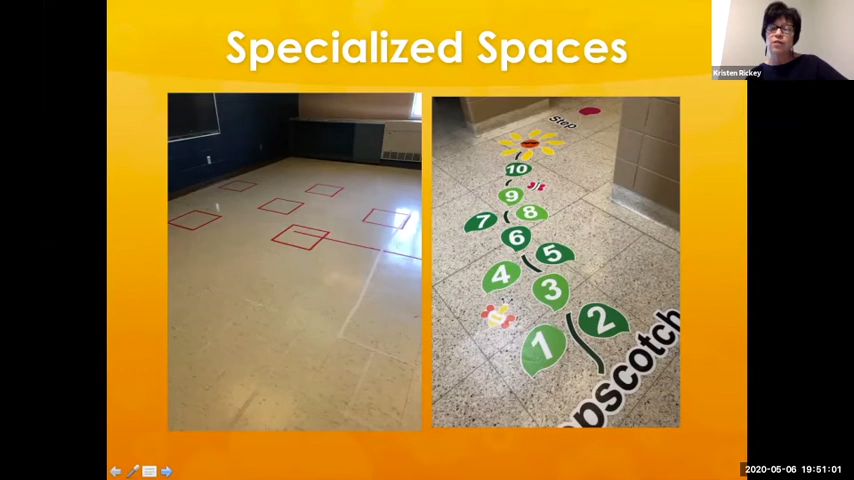 Specialized Spaces
Kristen Rickey
Step
10
9
8
7
6
5
4
3
2
1
opscotch
2020-05-06 19:51:01